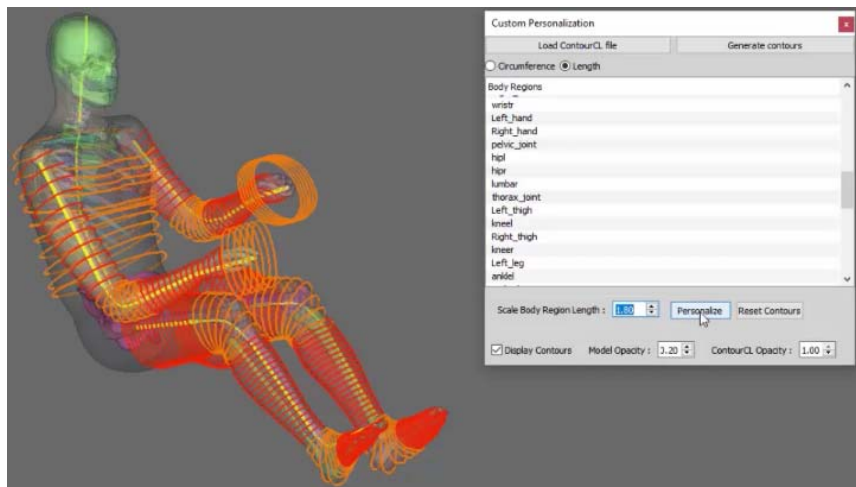 Custom Personalization
x
Load ContourCL file
Generate contours
Circumference Length
Body Regions
wristr
Left_hand
Right_hand
pelvic_joint
hipl
hipr
lumbar
thorax_joint
Left_thigh
kneel
Right_thigh
kneer
Left_leg
anklel
Scale Body Region Length : 1.80 Personalize Reset Contours
Display Contours Model Opacity : 0.20 ContourCL Opacity : 1.00